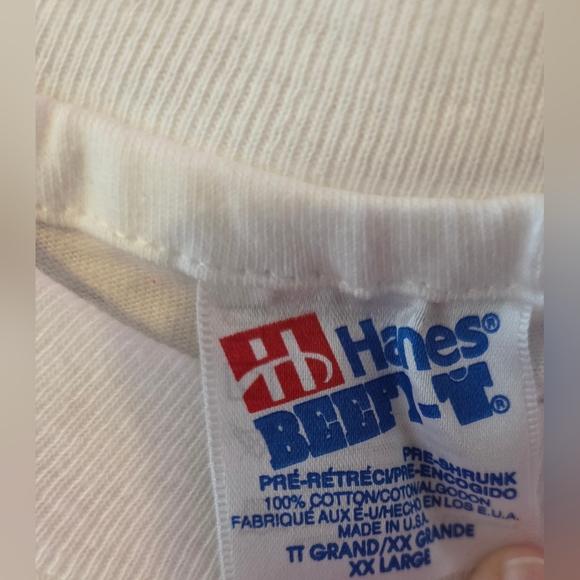 Hanes®
BEEFY-T®
PRE-SHRUNK
PRÉ-RÉTRÉCI/PRE-ENCOGIDO
100% COTTON/COTON/ALGODON
FABRIQUÉ AUX É-U/HECHO EN LOS E.U.A.
MADE IN U.S.A.
TT GRAND/XX GRANDE
XX LARGE